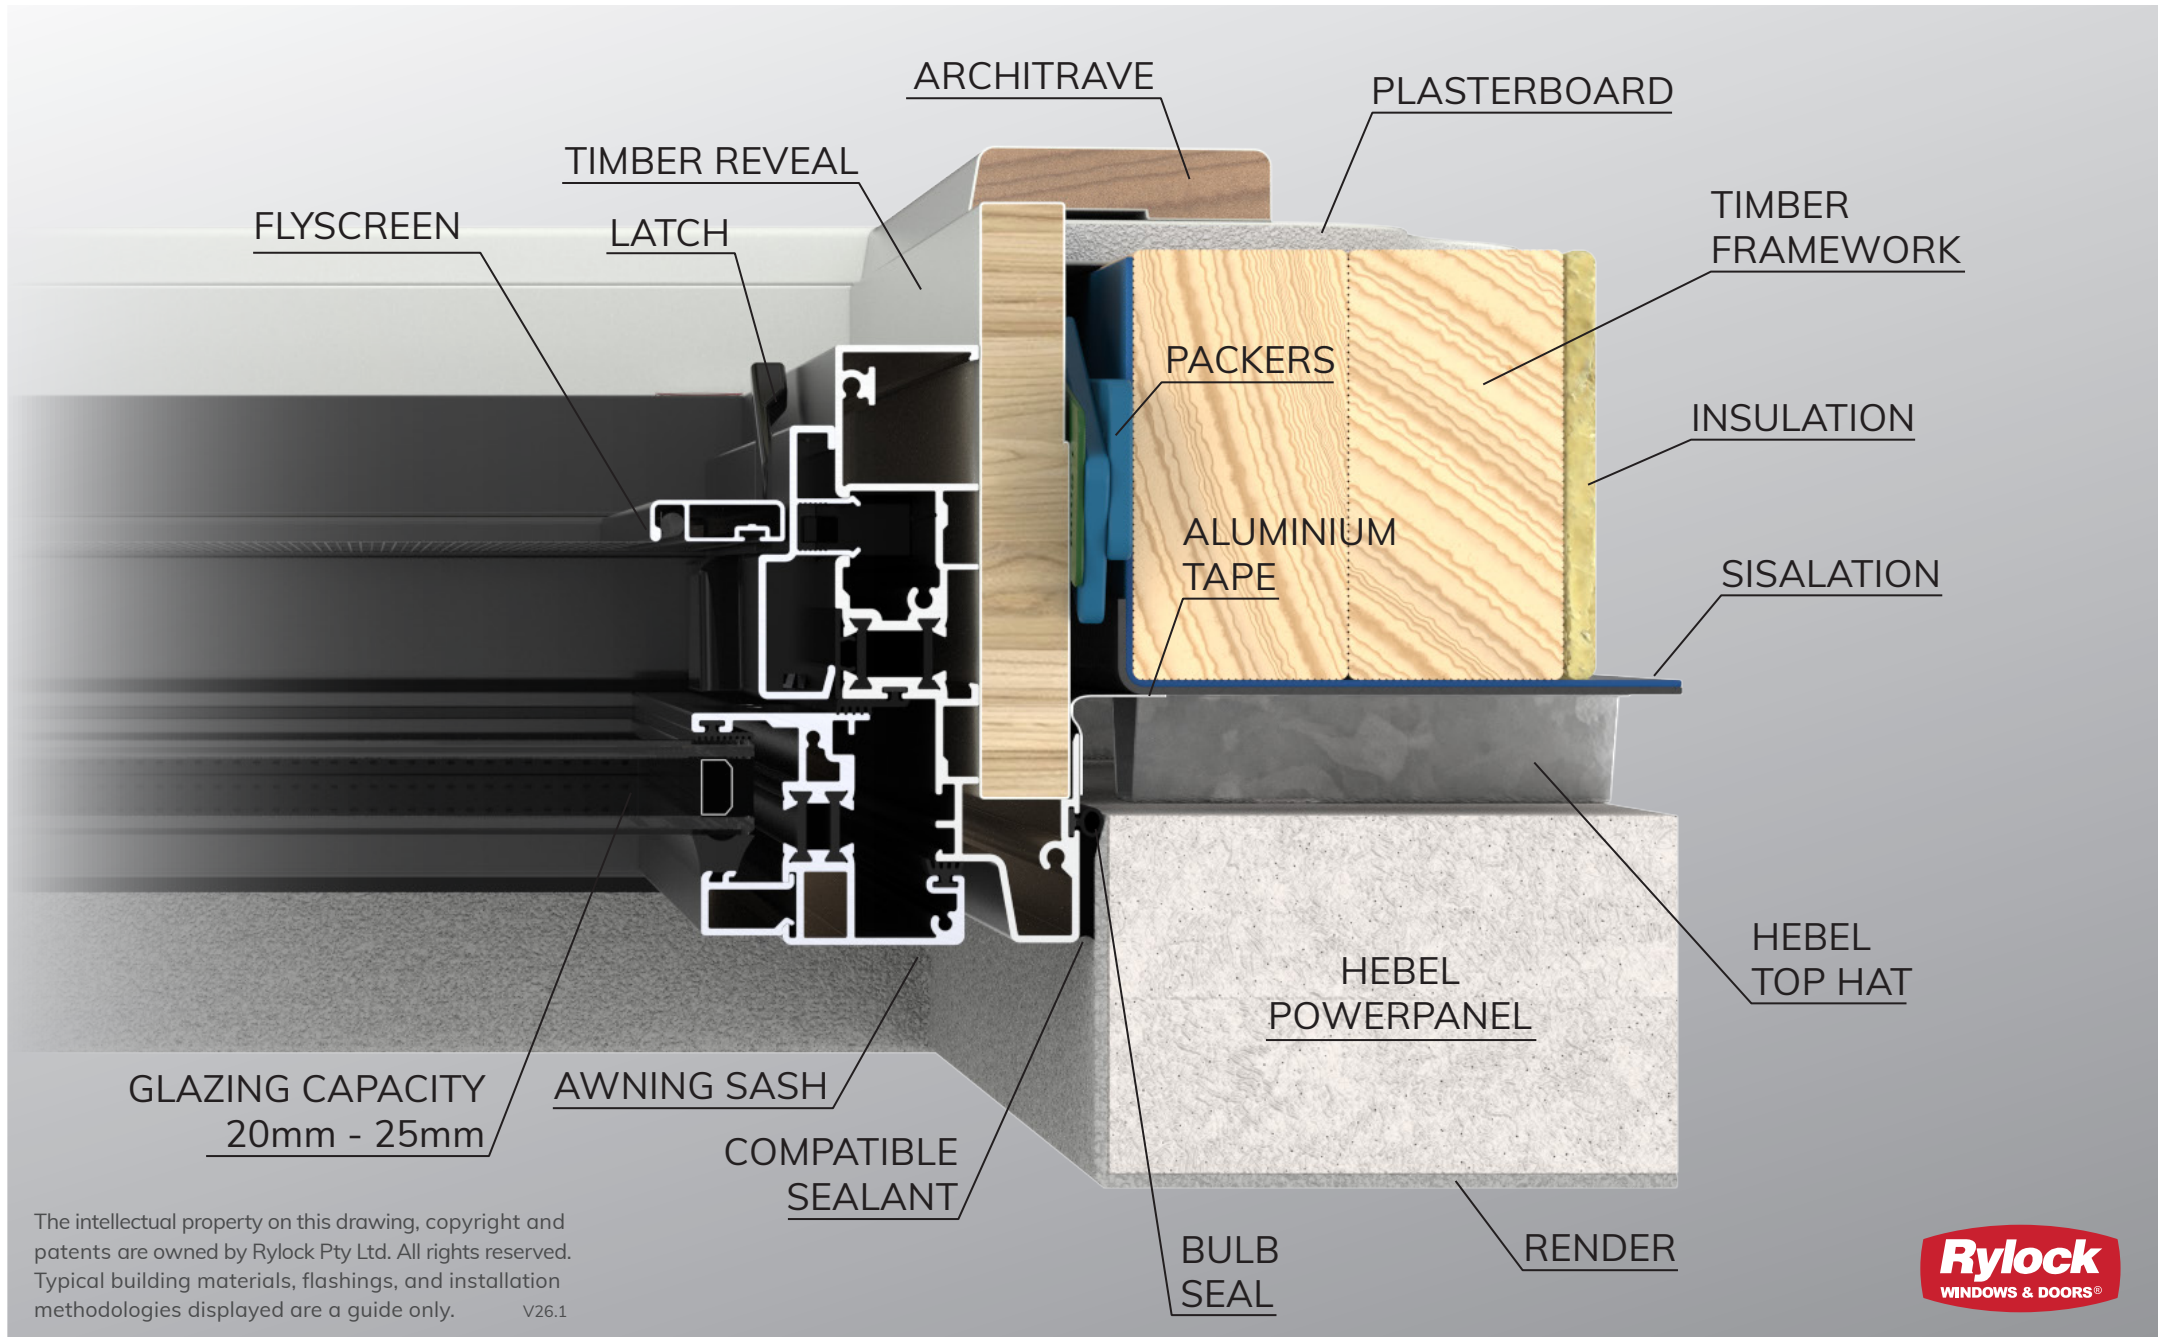 ARCHITRAVE
PLASTERBOARD
TIMBER REVEAL
TIMBER
FRAMEWORK
FLYSCREEN
LATCH
PACKERS
INSULATION
ALUMINIUM
TAPE
SISALATION
HEBEL
TOP HAT
HEBEL
POWERPANEL
GLAZING CAPACITY
20mm - 25mm
AWNING SASH
COMPATIBLE
SEALANT
BULB
SEAL
RENDER
The intellectual property on this drawing, copyright and
patents are owned by Rylock Pty Ltd. All rights reserved.
Typical building materials, flashings, and installation
methodologies displayed are a guide only. V26.1
Rylock
WINDOWS & DOORS®